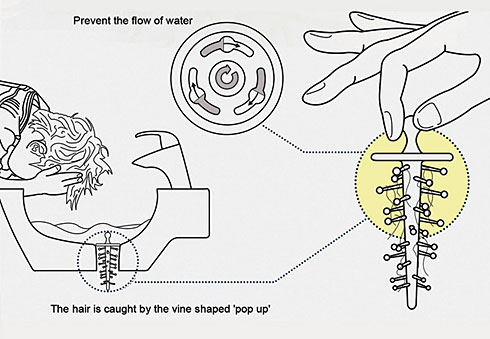 Prevent the flow of water
The hair is caught by the vine shaped 'pop up'